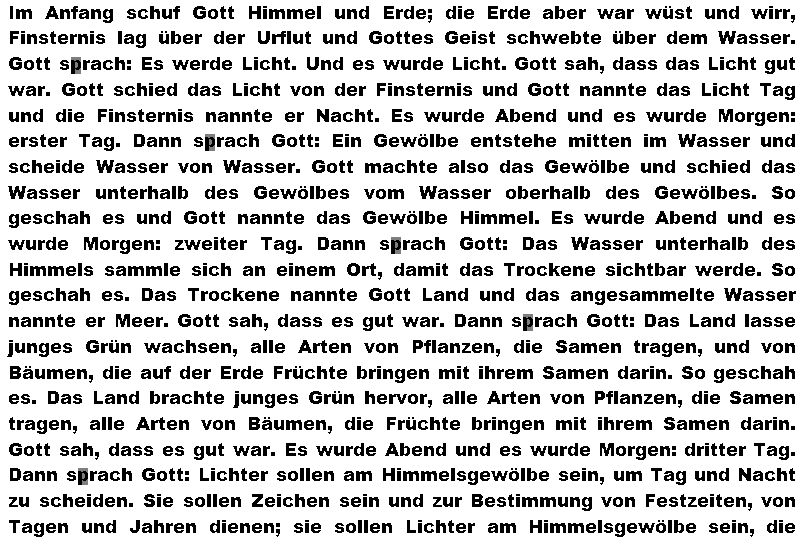 Im Anfang schuf Gott Himmel und Erde; die Erde aber war wüst und wirr,
Finsternis lag über der Urflut und Gottes Geist schwebte über dem Wasser.
Gott sprach: Es werde Licht. Und es wurde Licht. Gott sah, dass das Licht gut
war. Gott schied das Licht von der Finsternis und Gott nannte das Licht Tag
und die Finsternis nannte er Nacht. Es wurde Abend und es wurde Morgen:
erster Tag. Dann sprach Gott: Ein Gewölbe entstehe mitten im Wasser und
scheide Wasser von Wasser. Gott machte also das Gewölbe und schied das
Wasser unterhalb des Gewölbes vom Wasser oberhalb des Gewölbes. So
geschah es und Gott nannte das Gewölbe Himmel. Es wurde Abend und es
wurde Morgen: zweiter Tag. Dann sprach Gott: Das Wasser unterhalb des
Himmels sammle sich an einem Ort, damit das Trockene sichtbar werde. So
geschah es. Das Trockene nannte Gott Land und das angesammelte Wasser
nannte er Meer. Gott sah, dass es gut war. Dann sprach Gott: Das Land lasse
junges Grün wachsen, alle Arten von Pflanzen, die Samen tragen, und von
Bäumen, die auf der Erde Früchte bringen mit ihrem Samen darin. So geschah
es. Das Land brachte junges Grün hervor, alle Arten von Pflanzen, die Samen
tragen, alle Arten von Bäumen, die Früchte bringen mit ihrem Samen darin.
Gott sah, dass es gut war. Es wurde Abend und es wurde Morgen: dritter Tag.
Dann sprach Gott: Lichter sollen am Himmelsgewölbe sein, um Tag und Nacht
zu scheiden. Sie sollen Zeichen sein und zur Bestimmung von Festzeiten, von
Tagen und Jahren dienen; sie sollen Lichter am Himmelsgewölbe sein, die